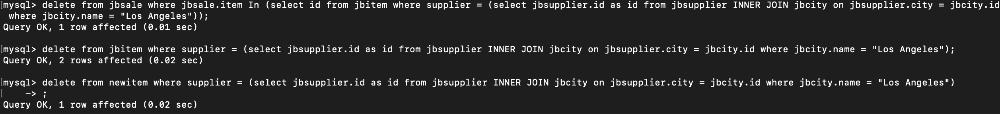 [mysql> delete from jbsale where jbsale.item In (select id from jbitem where supplier = (select jbsupplier.id as id from jbsupplier INNER JOIN jbcity on jbsupplier.city = jbcity.id
where jbcity.name = "Los Angeles"));
Query OK, 1 row affected (0.01 sec)
[mysql> delete from jbitem where supplier = (select jbsupplier.id as id from jbsupplier INNER JOIN jbcity on jbsupplier.city = jbcity.id where jbcity.name = "Los Angeles");
Query OK, 2 rows affected (0.02 sec)
[mysql> delete from newitem where supplier = (select jbsupplier.id as id from jbsupplier INNER JOIN jbcity on jbsupplier.city = jbcity.id where jbcity.name = "Los Angeles")
[    -> ;
Query OK, 1 row affected (0.02 sec)